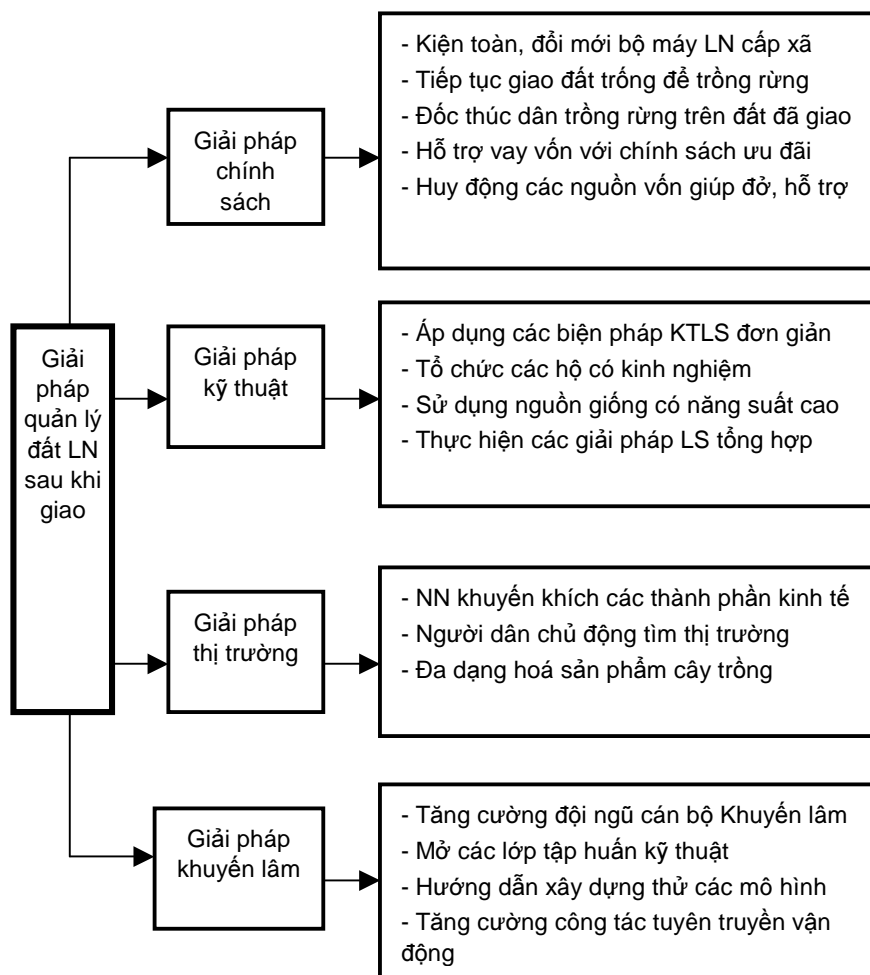 Giải
pháp
quản lý
đất LN
sau khi
giao
Giải pháp
chính
sách
- Kiện toàn, đổi mới bộ máy LN cấp xã
- Tiếp tục giao đất trống để trồng rừng
- Đốc thúc dân trồng rừng trên đất đã giao
- Hỗ trợ vay vốn với chính sách ưu đãi
- Huy động các nguồn vốn giúp đở, hỗ trợ
Giải pháp
kỹ thuật
- Áp dụng các biện pháp KTLS đơn giản
- Tổ chức các hộ có kinh nghiệm
- Sử dụng nguồn giống có năng suất cao
- Thực hiện các giải pháp LS tổng hợp
Giải pháp
thị trường
- NN khuyến khích các thành phần kinh tế
- Người dân chủ động tìm thị trường
- Đa dạng hoá sản phẩm cây trồng
Giải pháp
khuyến lâm
- Tăng cường đội ngũ cán bộ Khuyến lâm
- Mở các lớp tập huấn kỹ thuật
- Hướng dẫn xây dựng thử các mô hình
- Tăng cường công tác tuyên truyền vận
động